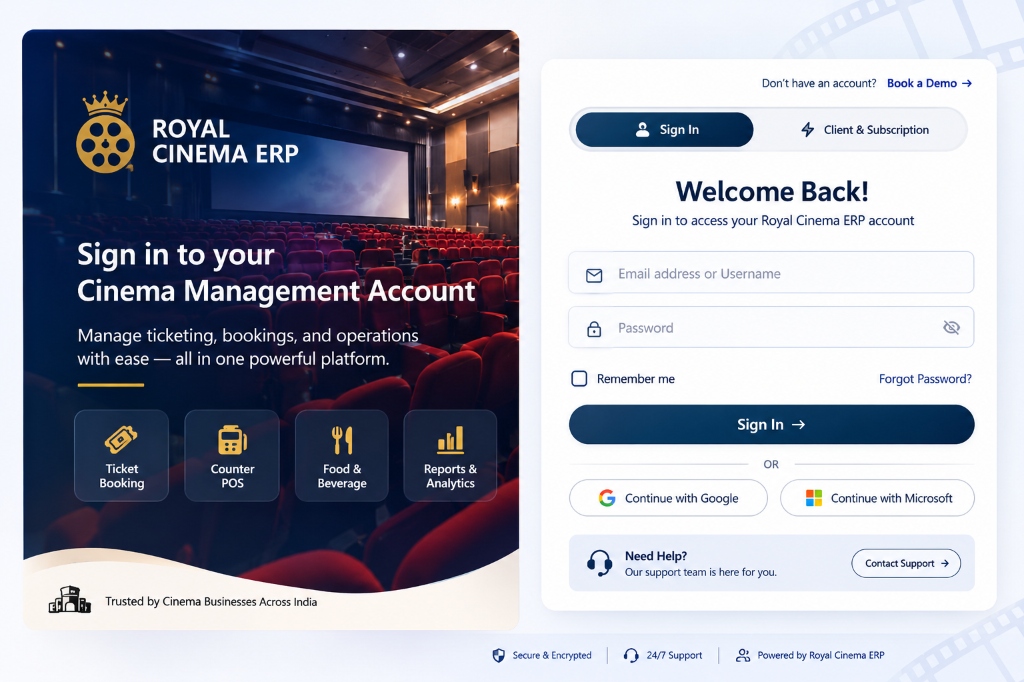 ROYAL
CINEMA ERP
Sign in to your
Cinema Management Account
Manage ticketing, bookings, and operations
with ease — all in one powerful platform.
Ticket
Booking
Counter
POS
Food &
Beverage
Reports &
Analytics
Trusted by Cinema Businesses Across India
Don't have an account? Book a Demo →
Sign In
Client & Subscription
Welcome Back!
Sign in to access your Royal Cinema ERP account
Email address or Username
Password
Remember me
Forgot Password?
Sign In →
OR
Continue with Google
Continue with Microsoft
Need Help?
Our support team is here for you.
Contact Support →
Secure & Encrypted
24/7 Support
Powered by Royal Cinema ERP